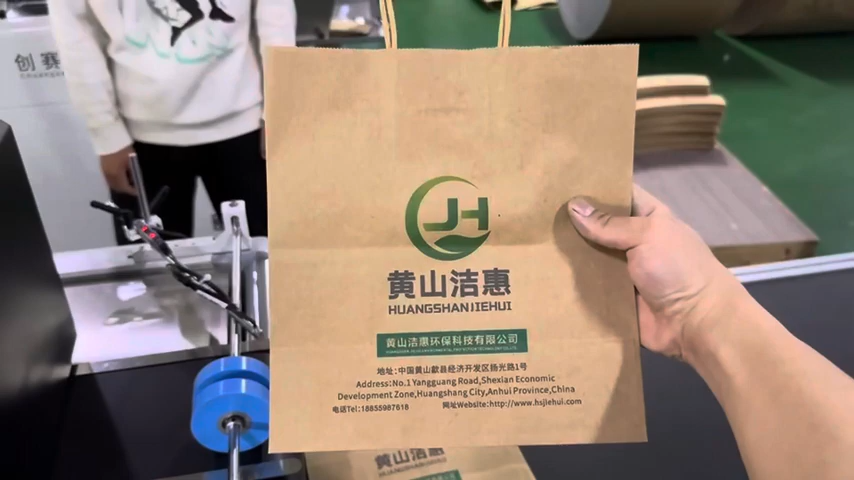 创赛
JH
黄山洁惠
HUANGSHANJIEHUI
黄山洁惠环保科技有限公司
地址:中国黄山歙县经济开发区扬光路1号
Address:No.1 Yangguang Road,Shexian Economic
Development Zone,Huangshang City,Anhui Province,China
电话Tel:18855987618 网址Website:http://www.hsjiehui.com
黄山洁惠